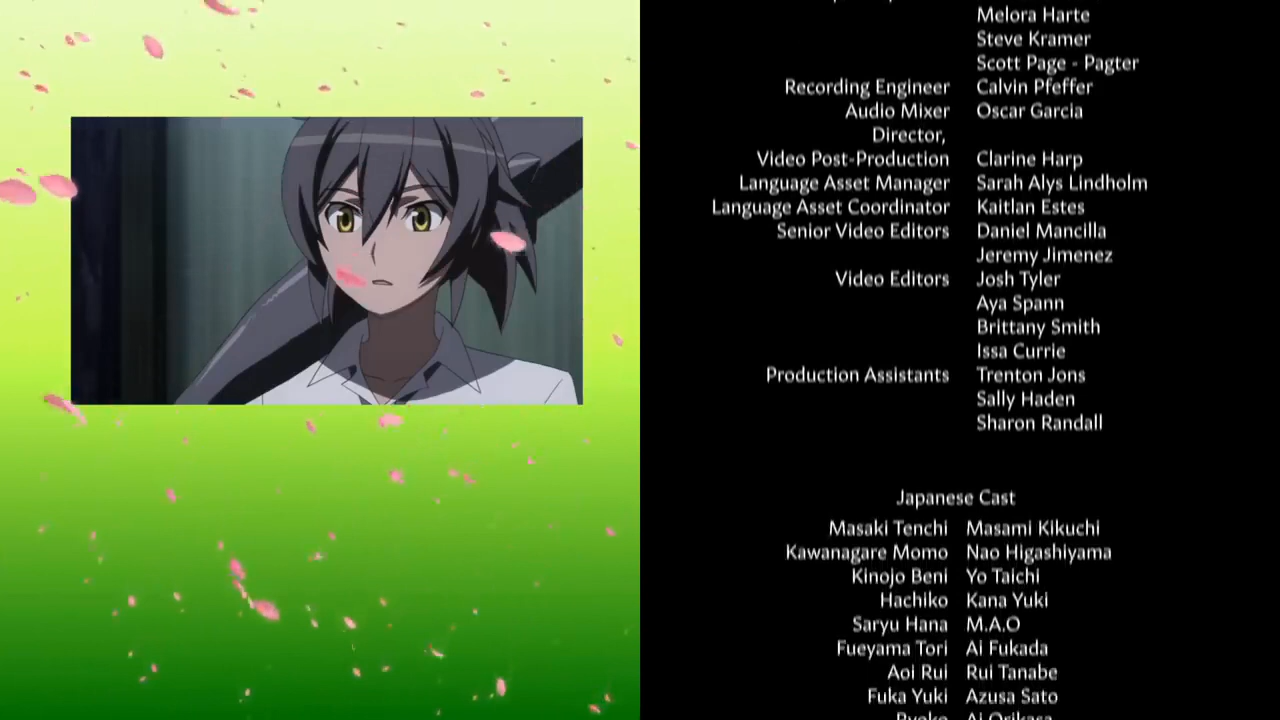 Melora Harte
Steve Kramer
Scott Page - Pagter
Recording Engineer Calvin Pfeffer
Audio Mixer Oscar Garcia
Director,
Video Post-Production Clarine Harp
Language Asset Manager Sarah Alys Lindholm
Language Asset Coordinator Kaitlan Estes
Senior Video Editors Daniel Mancilla
Jeremy Jimenez
Video Editors Josh Tyler
Aya Spann
Brittany Smith
Issa Currie
Production Assistants Trenton Jons
Sally Haden
Sharon Randall
Japanese Cast
Masaki Tenchi Masami Kikuchi
Kawanagare Momo Nao Higashiyama
Kinojo Beni Yo Taichi
Hachiko Kana Yuki
Saryu Hana M.A.O
Fueyama Tori Ai Fukada
Aoi Rui Rui Tanabe
Fuka Yuki Azusa Sato
Ryoko Ai Orikasa